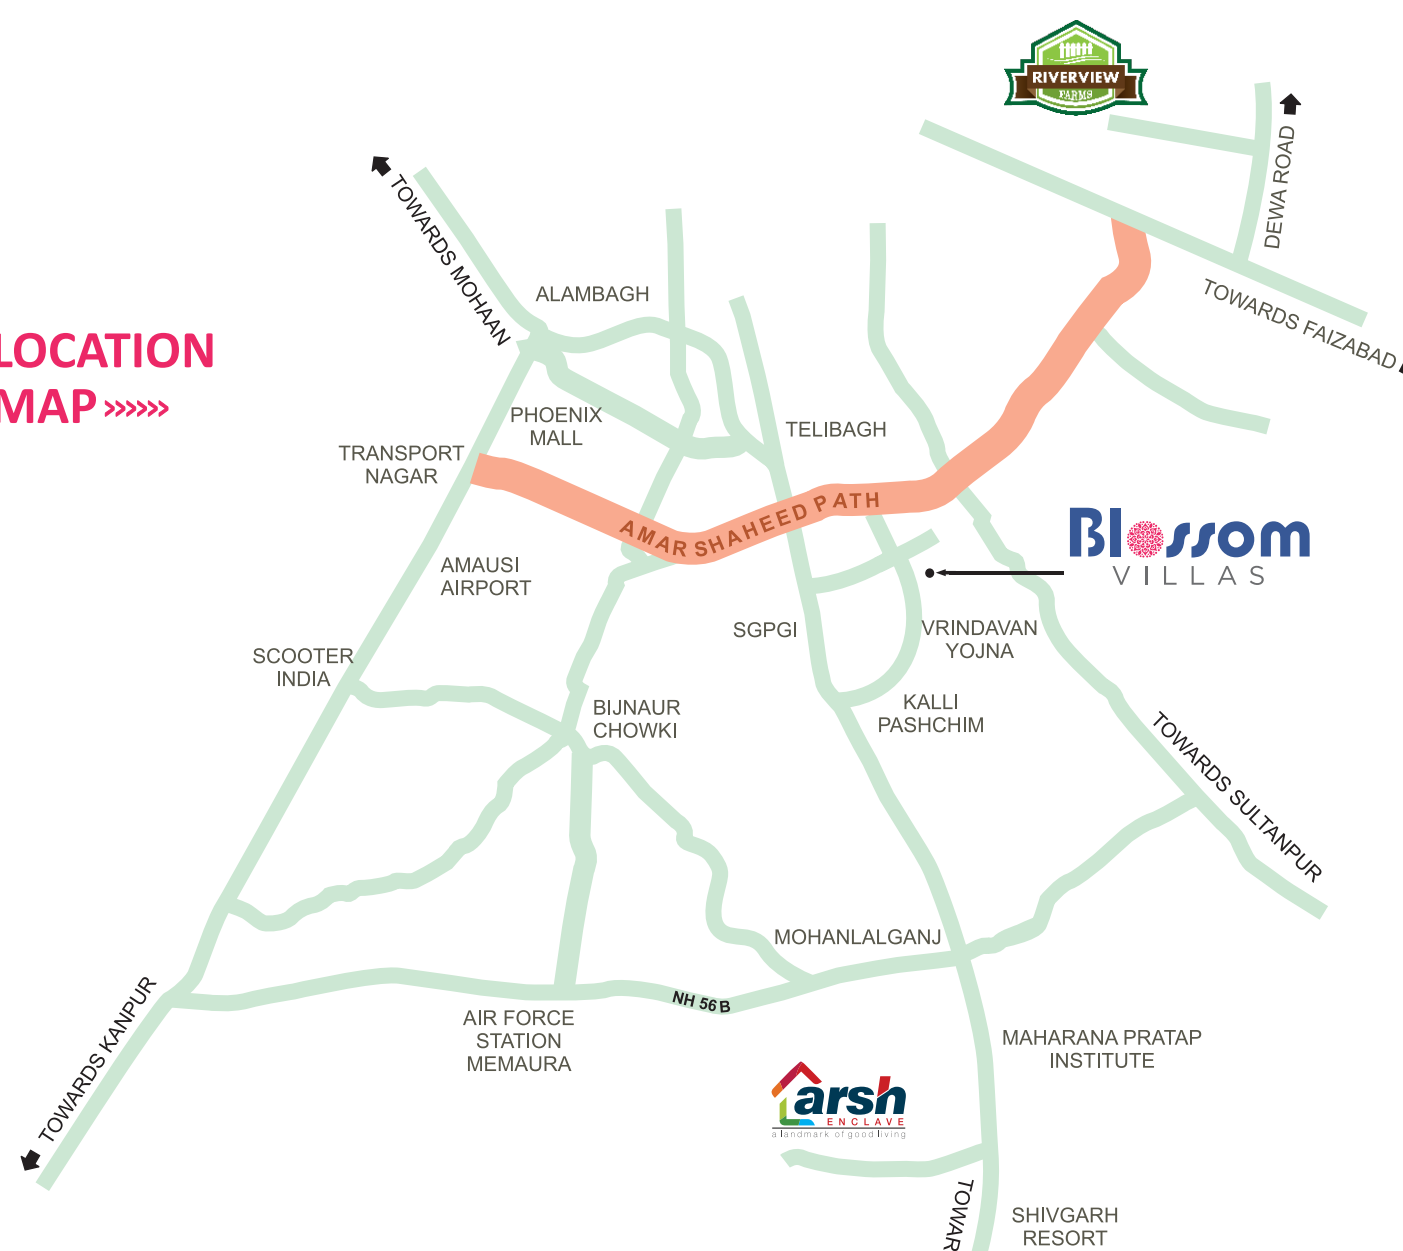 RIVERVIEW
FARMS
DEWA ROAD
TOWARDS FAIZABAD
TOWARDS MOHAAN
ALAMBAGH
LOCATION
MAP »»»
PHOENIX
MALL
TELIBAGH
TRANSPORT
NAGAR
AMAR SHAHEED PATH
Blossom
VILLAS
AMAUSI
AIRPORT
SGPGI
VRINDAVAN
YOJNA
SCOOTER
INDIA
BIJNAUR
CHOWKI
KALLI
PASHCHIM
TOWARDS SULTANPUR
MOHANLALGANJ
NH 56B
TOWARDS KANPUR
AIR FORCE
STATION
MEMAURA
MAHARANA PRATAP
INSTITUTE
arsh
ENCLAVE
a landmark of good living
TOWAR
SHIVGARH
RESORT